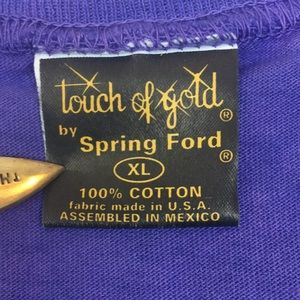 touch of gold®
by Spring Ford®
XL
100% COTTON
fabric made in U.S.A.
ASSEMBLED IN MEXICO